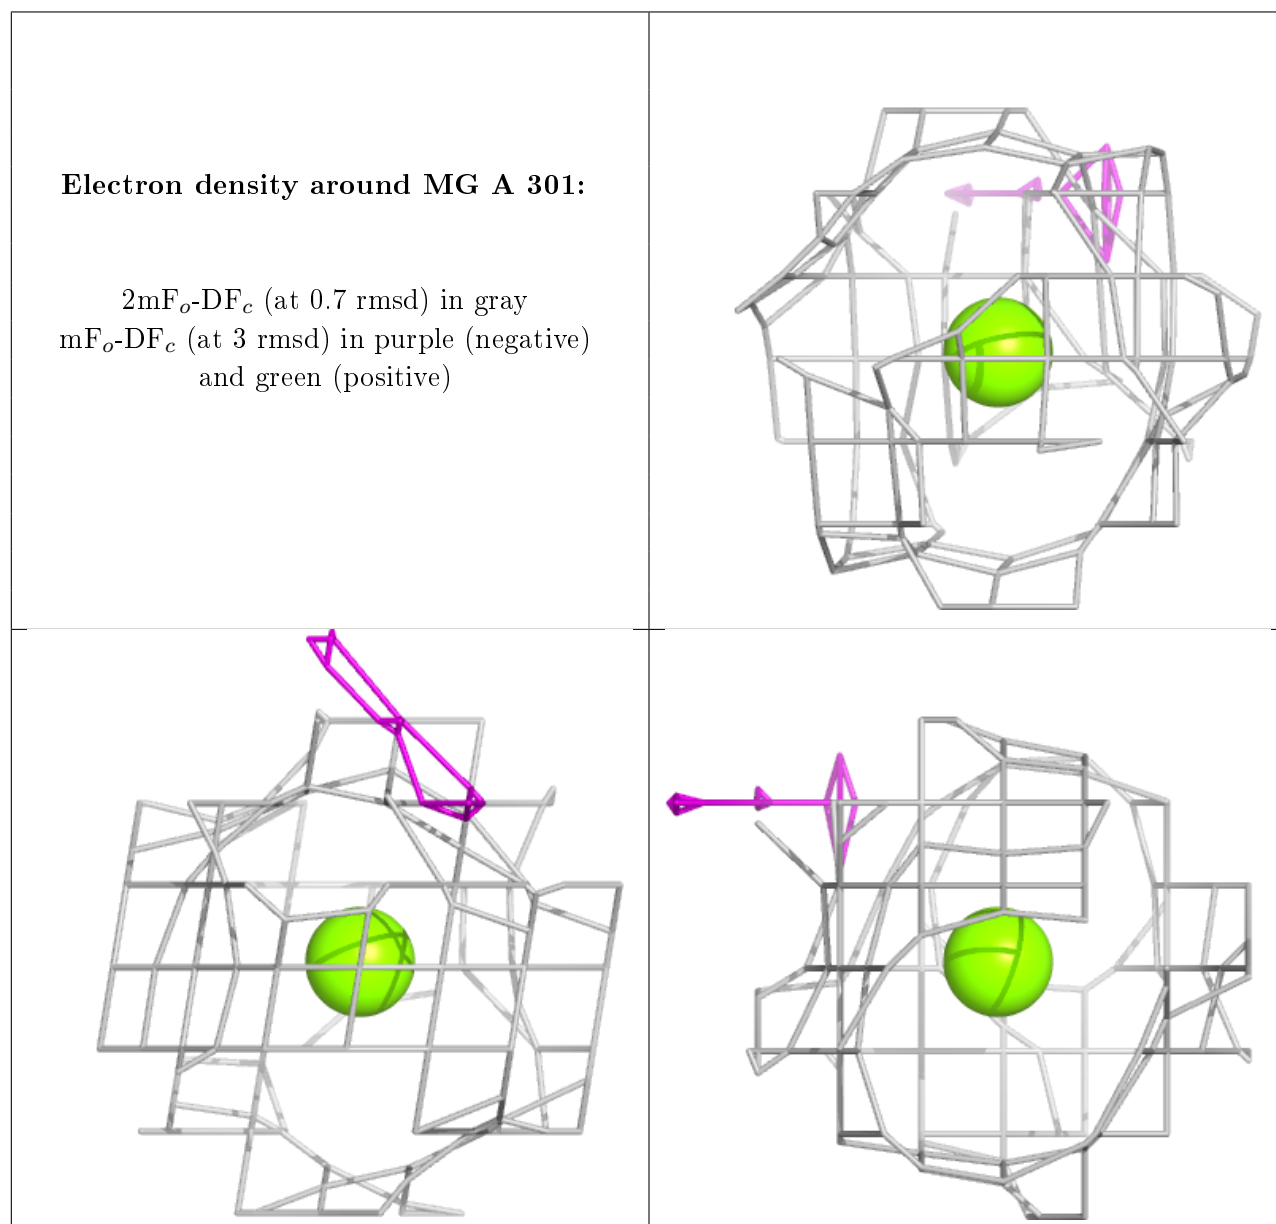 Electron density around MG A 301:
2mFo-DFc (at 0.7 rmsd) in gray
mFo-DFc (at 3 rmsd) in purple (negative)
and green (positive)